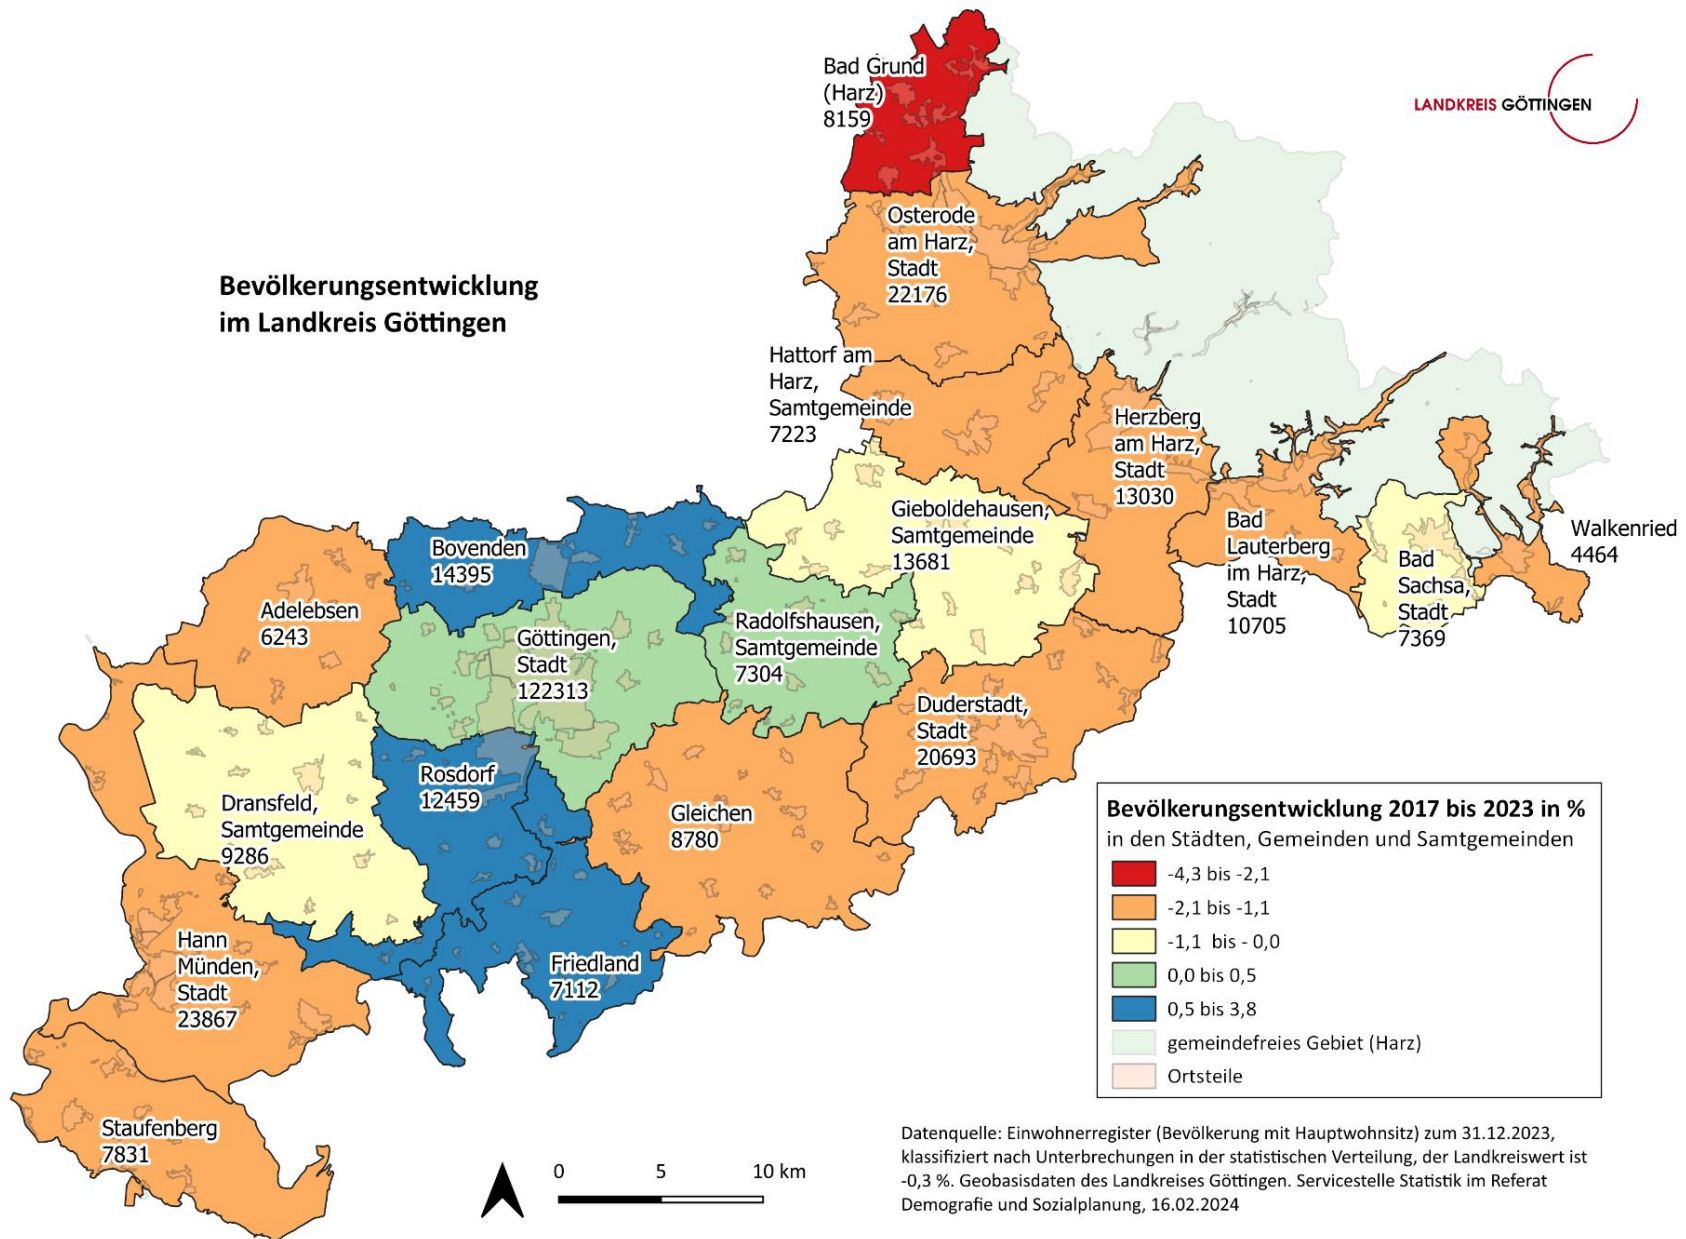 Bad Grund
(Harz)
8159
LANDKREIS GÖTTINGEN
Osterode
am Harz,
Stadt
22176
Bevölkerungsentwicklung
im Landkreis Göttingen
Hattorf am
Harz,
Samtgemeinde
7223
Herzberg
am Harz,
Stadt
13030
Gieboldehausen,
Samtgemeinde
13681
Bad
Lauterberg
im Harz,
Stadt
10705
Walkenried
4464
Bad
Sachsa,
Stadt
7369
Bovenden
14395
Adelebsen
6243
Göttingen,
Stadt
122313
Radolfshausen,
Samtgemeinde
7304
Duderstadt,
Stadt
20693
Rosdorf
12459
Dransfeld,
Samtgemeinde
9286
Gleichen
8780
Hann
Münden,
Stadt
23867
Friedland
7112
Staufenberg
7831
Bevölkerungsentwicklung 2017 bis 2023 in %
in den Städten, Gemeinden und Samtgemeinden
-4,3 bis -2,1
-2,1 bis -1,1
-1,1 bis - 0,0
0,0 bis 0,5
0,5 bis 3,8
gemeindefreies Gebiet (Harz)
Ortsteile
0 5 10 km
Datenquelle: Einwohnerregister (Bevölkerung mit Hauptwohnsitz) zum 31.12.2023,
klassifiziert nach Unterbrechungen in der statistischen Verteilung, der Landkreiswert ist
-0,3 %. Geobasisdaten des Landkreises Göttingen. Servicestelle Statistik im Referat
Demografie und Sozialplanung, 16.02.2024